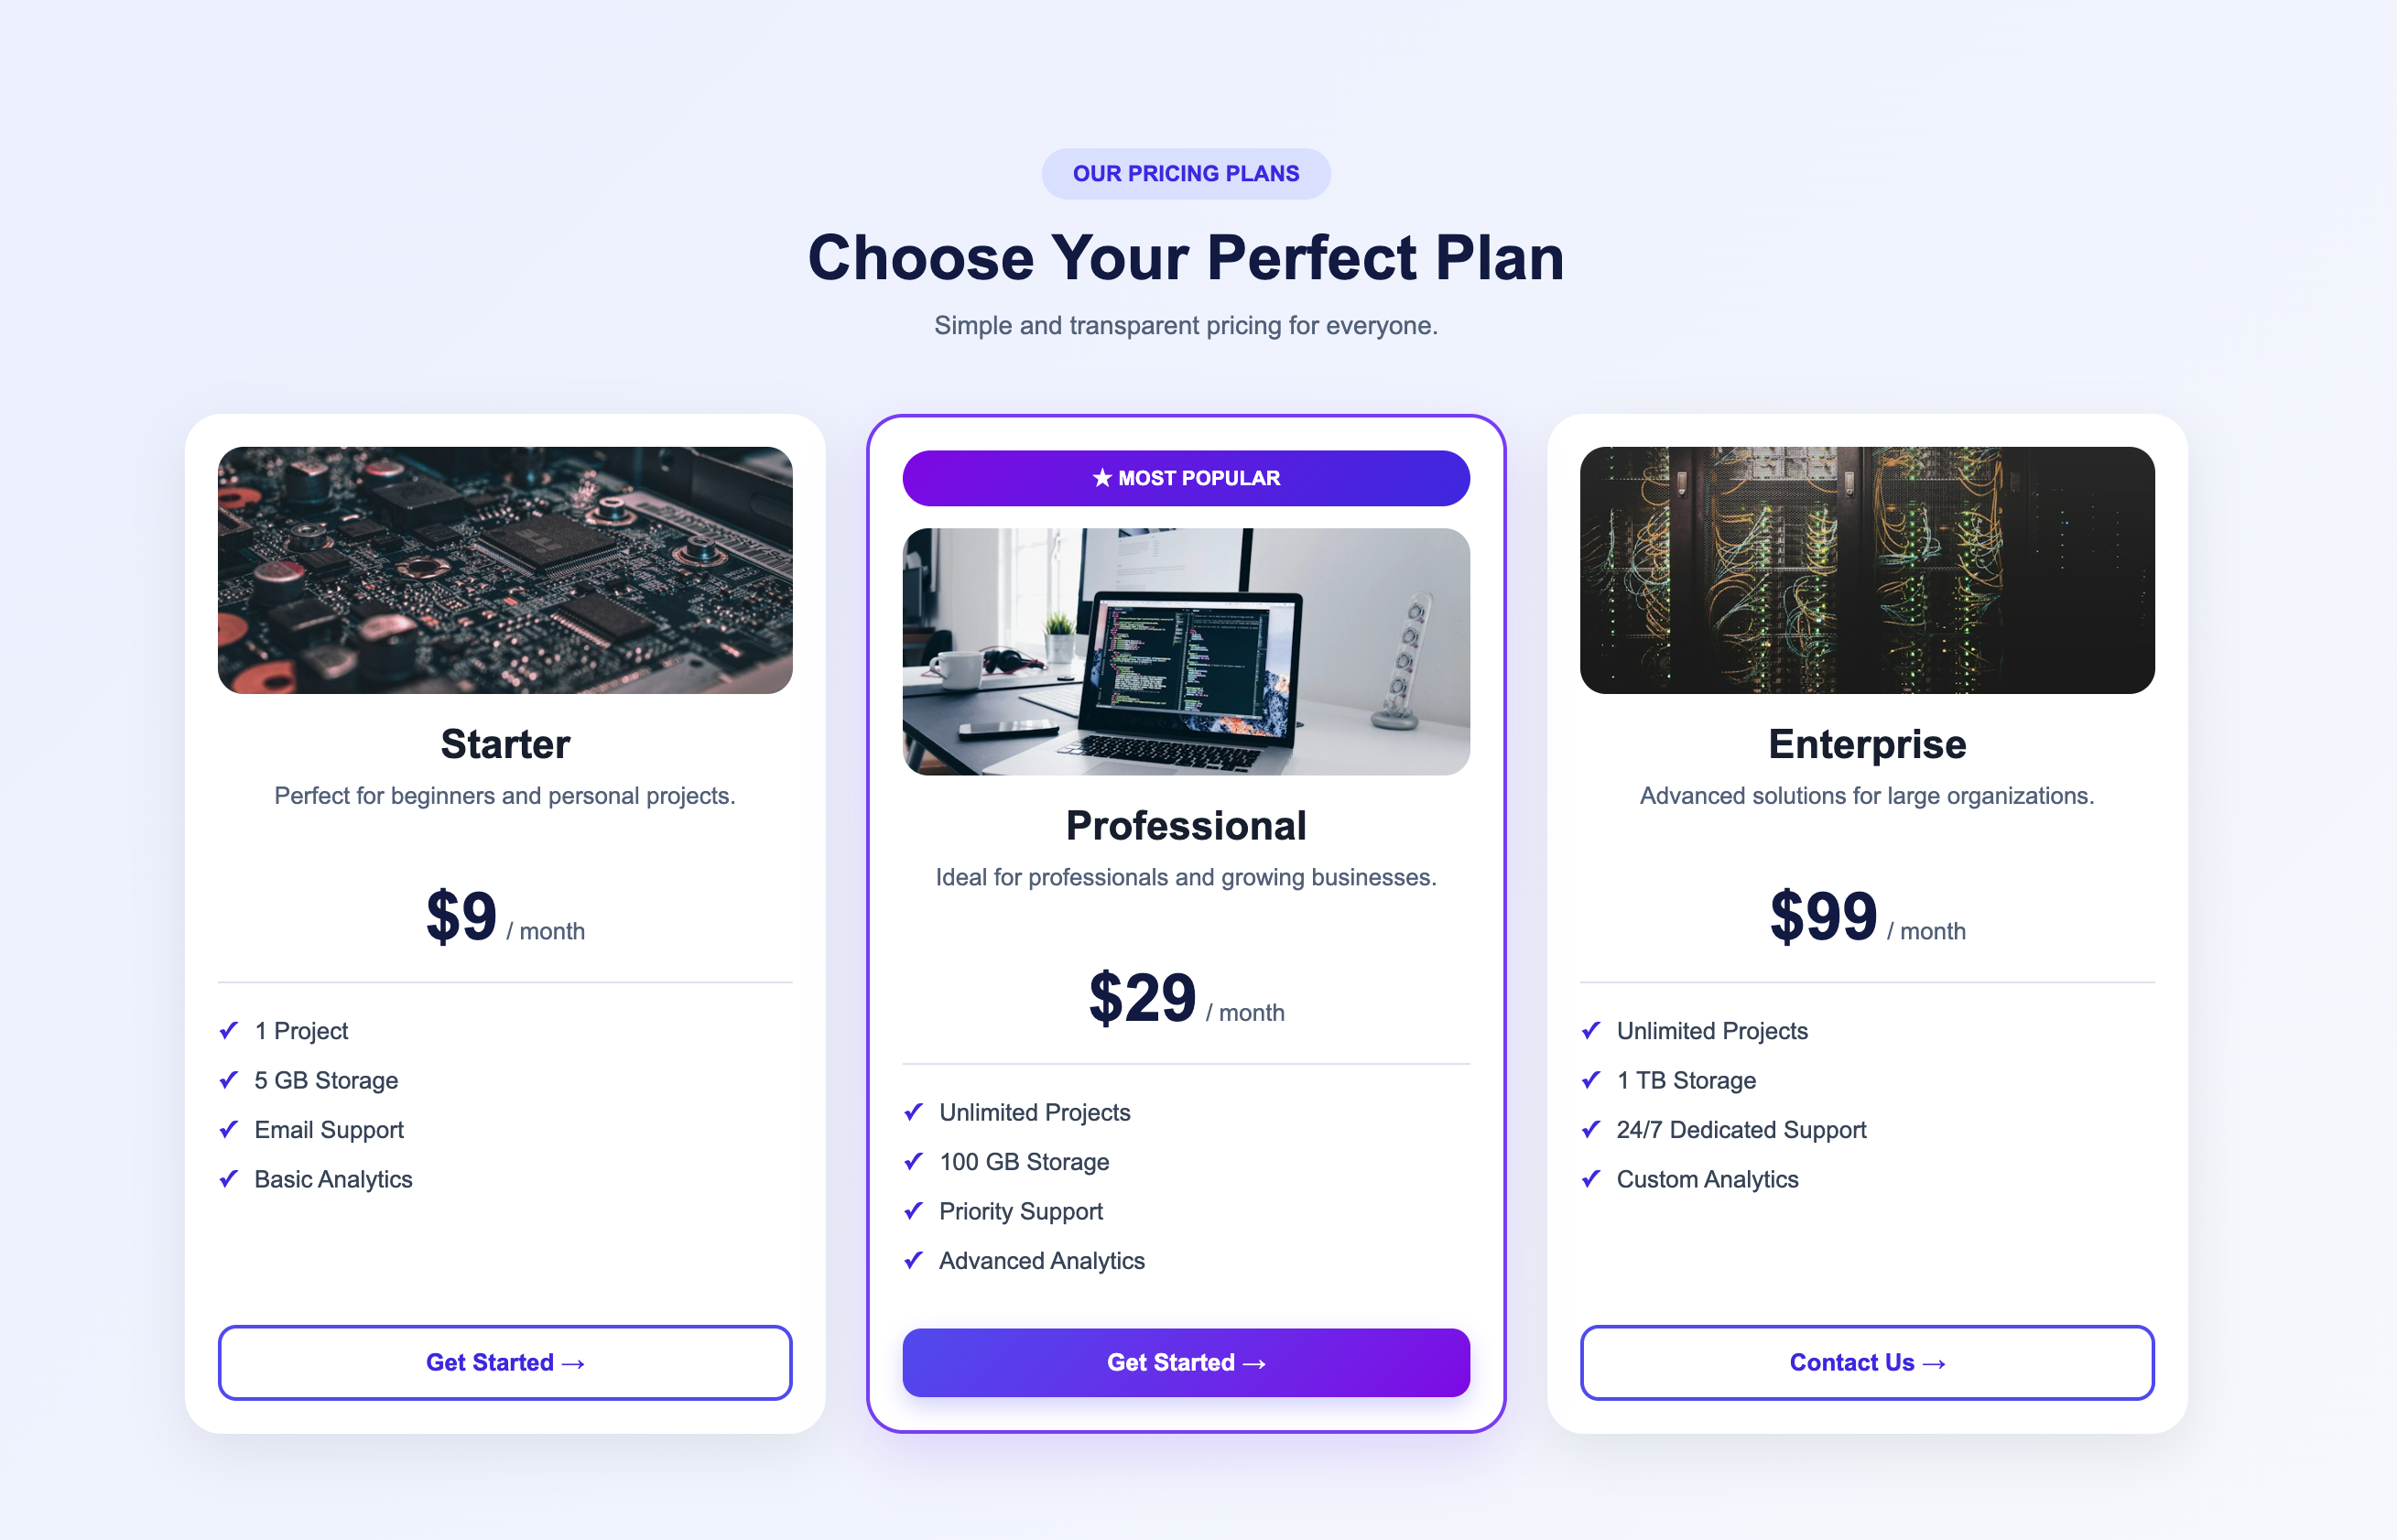 OUR PRICING PLANS
Choose Your Perfect Plan
Simple and transparent pricing for everyone.
Starter
Perfect for beginners and personal projects.
$9 / month
✓ 1 Project
✓ 5 GB Storage
✓ Email Support
✓ Basic Analytics
Get Started →
★ MOST POPULAR
Professional
Ideal for professionals and growing businesses.
$29 / month
✓ Unlimited Projects
✓ 100 GB Storage
✓ Priority Support
✓ Advanced Analytics
Get Started →
Enterprise
Advanced solutions for large organizations.
$99 / month
✓ Unlimited Projects
✓ 1 TB Storage
✓ 24/7 Dedicated Support
✓ Custom Analytics
Contact Us →